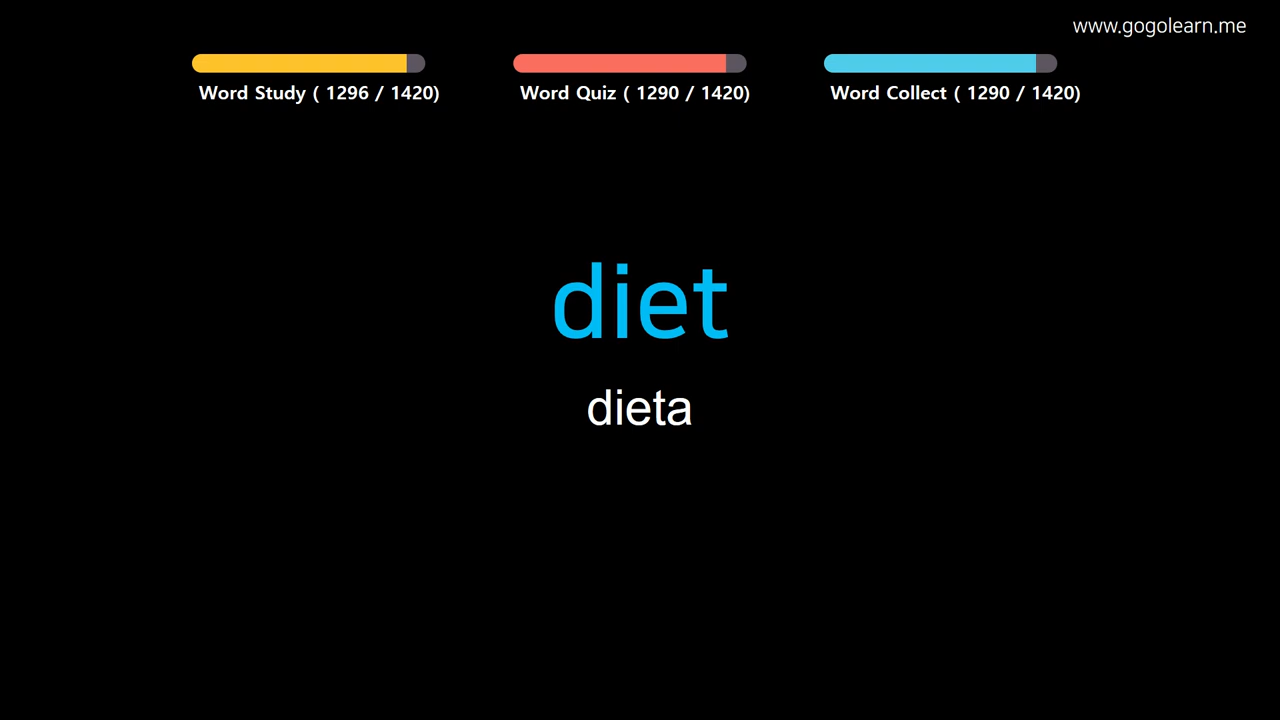 www.gogolearn.me
Word Study ( 1296 / 1420)
Word Quiz ( 1290 / 1420)
Word Collect ( 1290 / 1420)
diet
dieta